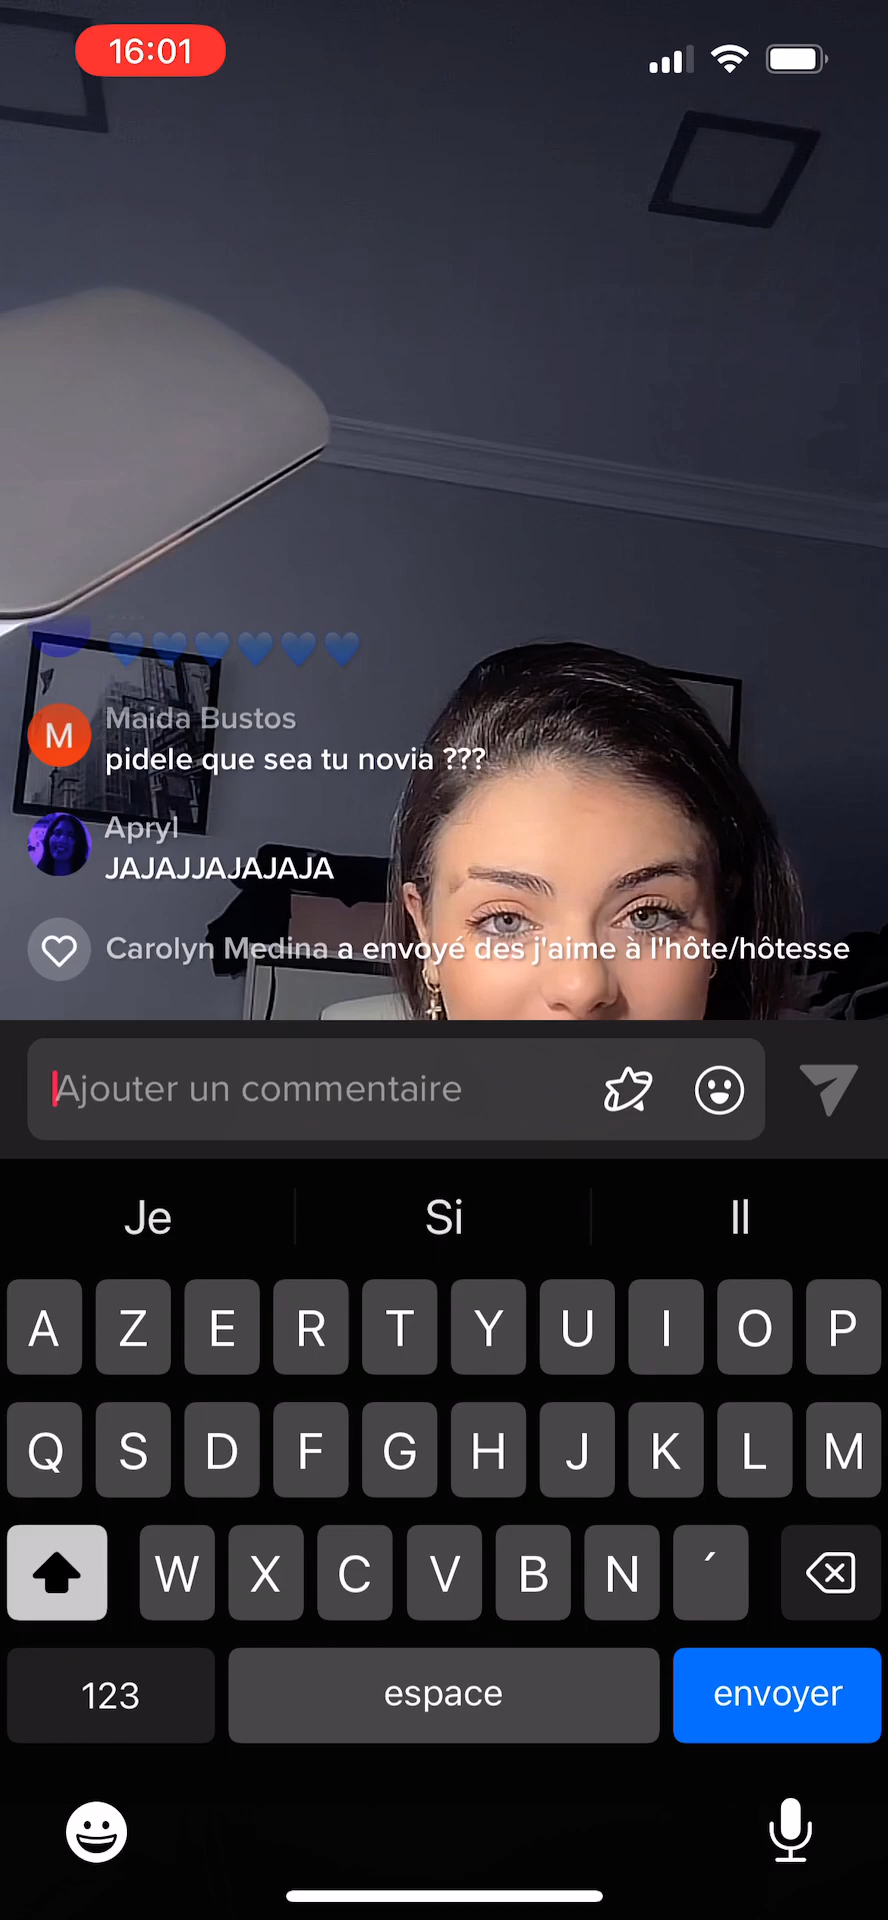 16:01
💙💙💙💙💙💙
M
Maida Bustos
pidele que sea tu novia ???
Apryl
JAJAJJAJAJAJA
Carolyn Medina a envoyé des j'aime à l'hôte/hôtesse
Ajouter un commentaire
Je Si Il
A Z E R T Y U I O P
Q S D F G H J K L M
W X C V B N ´
123 espace envoyer